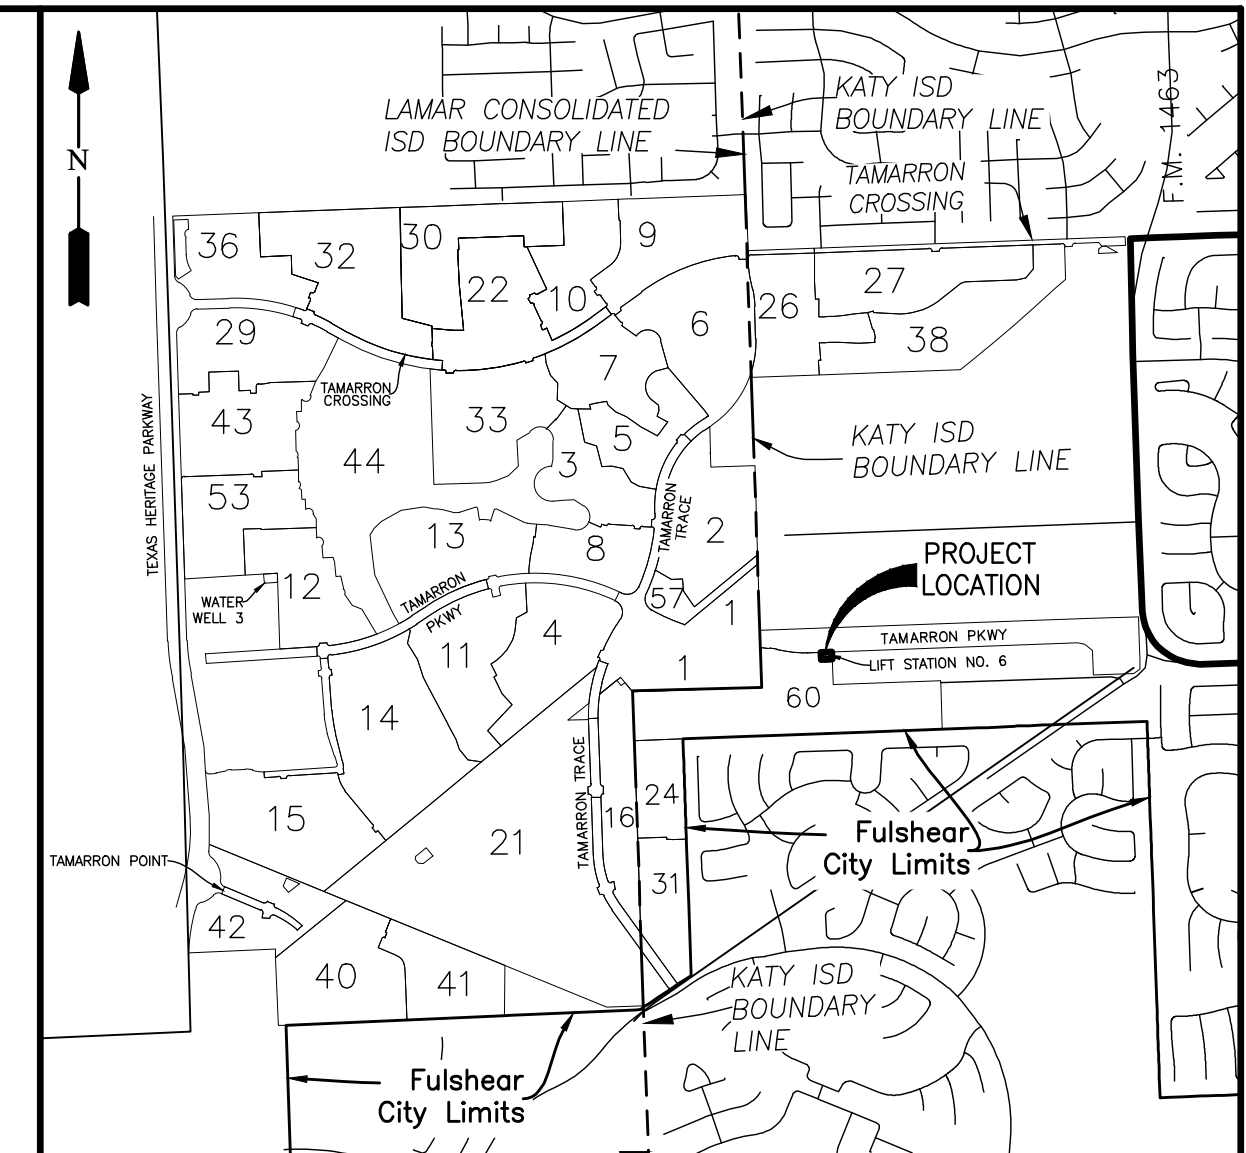 N
LAMAR CONSOLIDATED
ISD BOUNDARY LINE
KATY ISD
BOUNDARY LINE
F.M. 1463
TAMARRON
CROSSING
36
32
30
9
22
10
6
26
27
38
29
TAMARRON
CROSSING
7
TEXAS HERITAGE PARKWAY
43
33
5
KATY ISD
BOUNDARY LINE
44
3
53
TAMARRON
TRACE
13
8
2
PROJECT
LOCATION
12
WATER
WELL 3
TAMARRON
PKWY
57
1
4
11
TAMARRON PKWY
LIFT STATION NO. 6
1
60
14
TAMARRON TRACE
24
15
16
21
Fulshear
City Limits
TAMARRON POINT
31
42
40
41
KATY ISD
BOUNDARY
LINE
Fulshear
City Limits